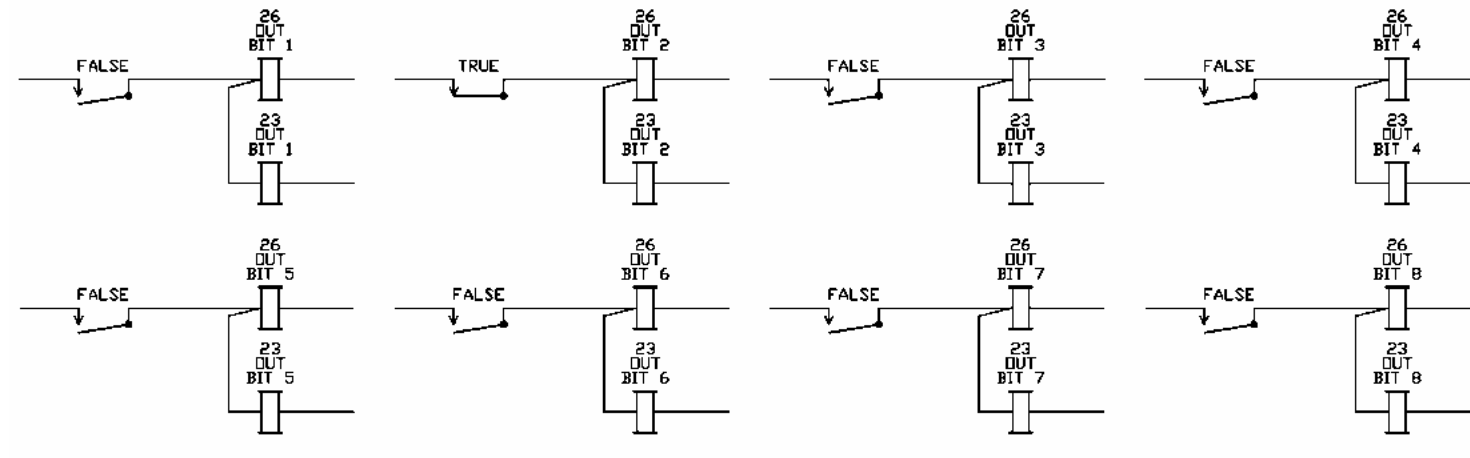 26
OUT
BIT 1
FALSE
23
OUT
BIT 1
26
OUT
BIT 2
TRUE
23
OUT
BIT 2
26
OUT
BIT 3
FALSE
23
OUT
BIT 3
26
OUT
BIT 4
FALSE
23
OUT
BIT 4
26
OUT
BIT 5
FALSE
23
OUT
BIT 5
26
OUT
BIT 6
FALSE
23
OUT
BIT 6
26
OUT
BIT 7
FALSE
23
OUT
BIT 7
26
OUT
BIT 8
FALSE
23
OUT
BIT 8